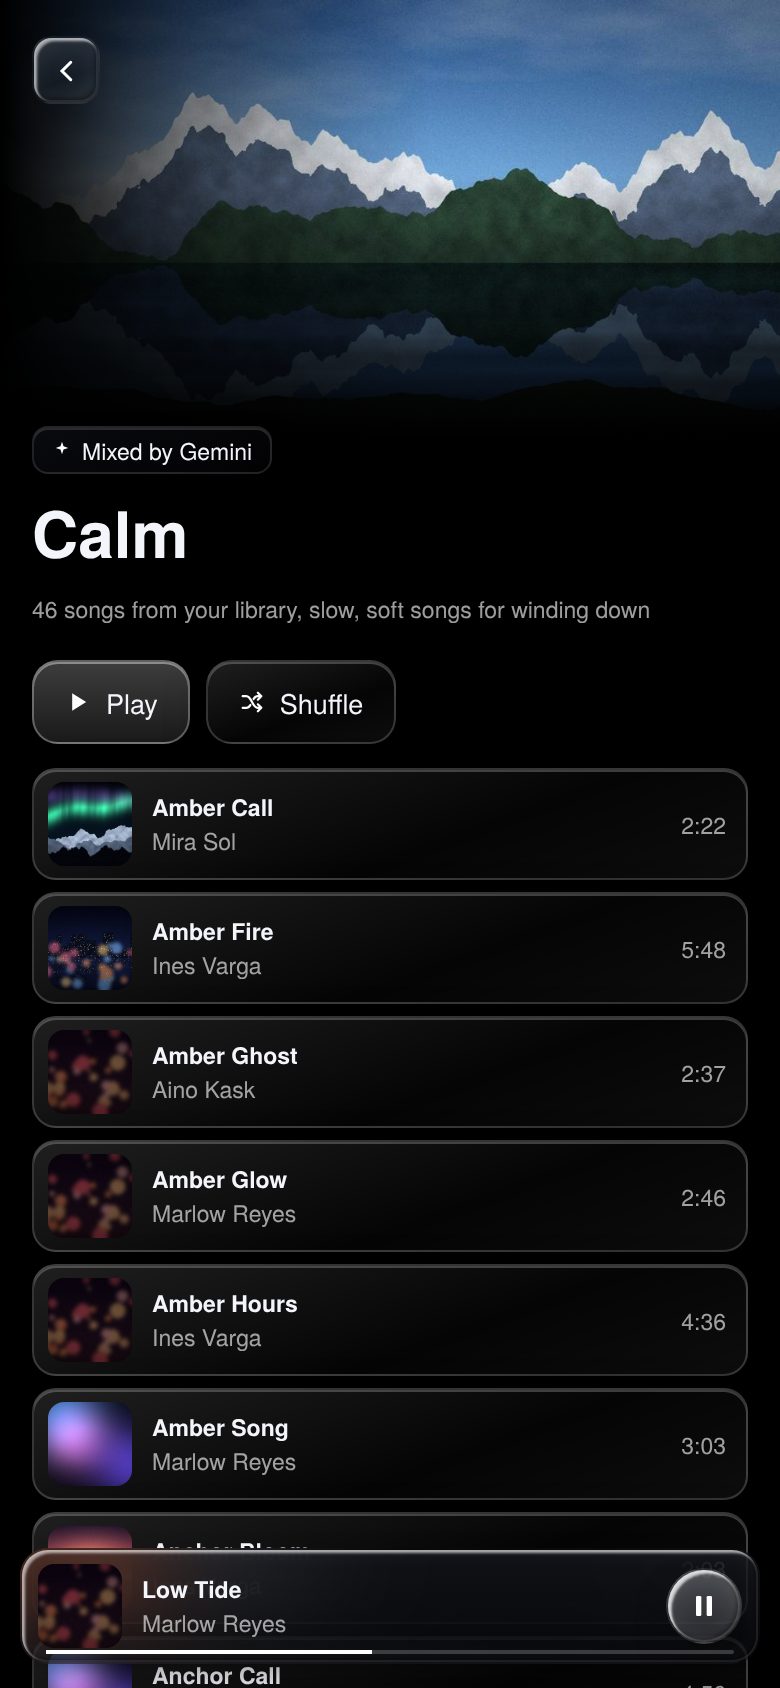 Mixed by Gemini
Calm
46 songs from your library, slow, soft songs for winding down
Play
Shuffle
Amber Call
Mira Sol
2:22
Amber Fire
Ines Varga
5:48
Amber Ghost
Aino Kask
2:37
Amber Glow
Marlow Reyes
2:46
Amber Hours
Ines Varga
4:36
Amber Song
Marlow Reyes
3:03
Low Tide
Marlow Reyes
Anchor Call